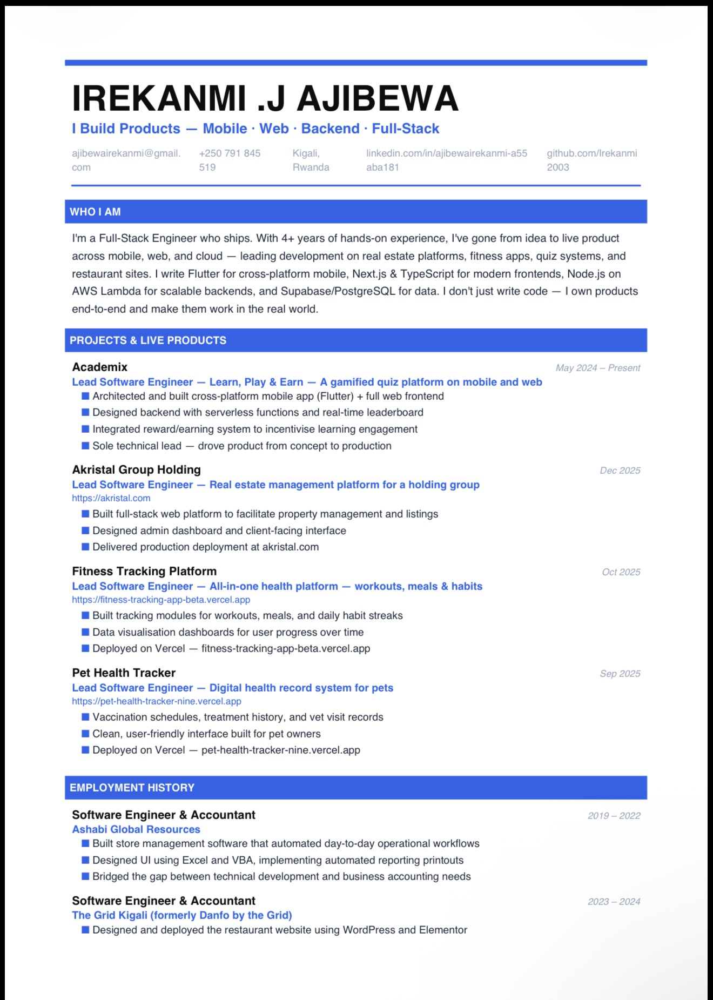 IREKANMI .J AJIBEWA
I Build Products — Mobile · Web · Backend · Full-Stack
ajibewairekanmi@gmail.
com
+250 791 845
519
Kigali,
Rwanda
linkedin.com/in/ajibewairekanmi-a55
aba181
github.com/Irekanmi
2003
WHO I AM
I'm a Full-Stack Engineer who ships. With 4+ years of hands-on experience, I've gone from idea to live product
across mobile, web, and cloud — leading development on real estate platforms, fitness apps, quiz systems, and
restaurant sites. I write Flutter for cross-platform mobile, Next.js & TypeScript for modern frontends, Node.js on
AWS Lambda for scalable backends, and Supabase/PostgreSQL for data. I don't just write code — I own products
end-to-end and make them work in the real world.
PROJECTS & LIVE PRODUCTS
Academix May 2024 – Present
Lead Software Engineer — Learn, Play & Earn — A gamified quiz platform on mobile and web
■ Architected and built cross-platform mobile app (Flutter) + full web frontend
■ Designed backend with serverless functions and real-time leaderboard
■ Integrated reward/earning system to incentivise learning engagement
■ Sole technical lead — drove product from concept to production
Akristal Group Holding Dec 2025
Lead Software Engineer — Real estate management platform for a holding group
https://akristal.com
■ Built full-stack web platform to facilitate property management and listings
■ Designed admin dashboard and client-facing interface
■ Delivered production deployment at akristal.com
Fitness Tracking Platform Oct 2025
Lead Software Engineer — All-in-one health platform — workouts, meals & habits
https://fitness-tracking-app-beta.vercel.app
■ Built tracking modules for workouts, meals, and daily habit streaks
■ Data visualisation dashboards for user progress over time
■ Deployed on Vercel — fitness-tracking-app-beta.vercel.app
Pet Health Tracker Sep 2025
Lead Software Engineer — Digital health record system for pets
https://pet-health-tracker-nine.vercel.app
■ Vaccination schedules, treatment history, and vet visit records
■ Clean, user-friendly interface built for pet owners
■ Deployed on Vercel — pet-health-tracker-nine.vercel.app
EMPLOYMENT HISTORY
Software Engineer & Accountant 2019 – 2022
Ashabi Global Resources
■ Built store management software that automated day-to-day operational workflows
■ Designed UI using Excel and VBA, implementing automated reporting printouts
■ Bridged the gap between technical development and business accounting needs
Software Engineer & Accountant 2023 – 2024
The Grid Kigali (formerly Danfo by the Grid)
■ Designed and deployed the restaurant website using WordPress and Elementor